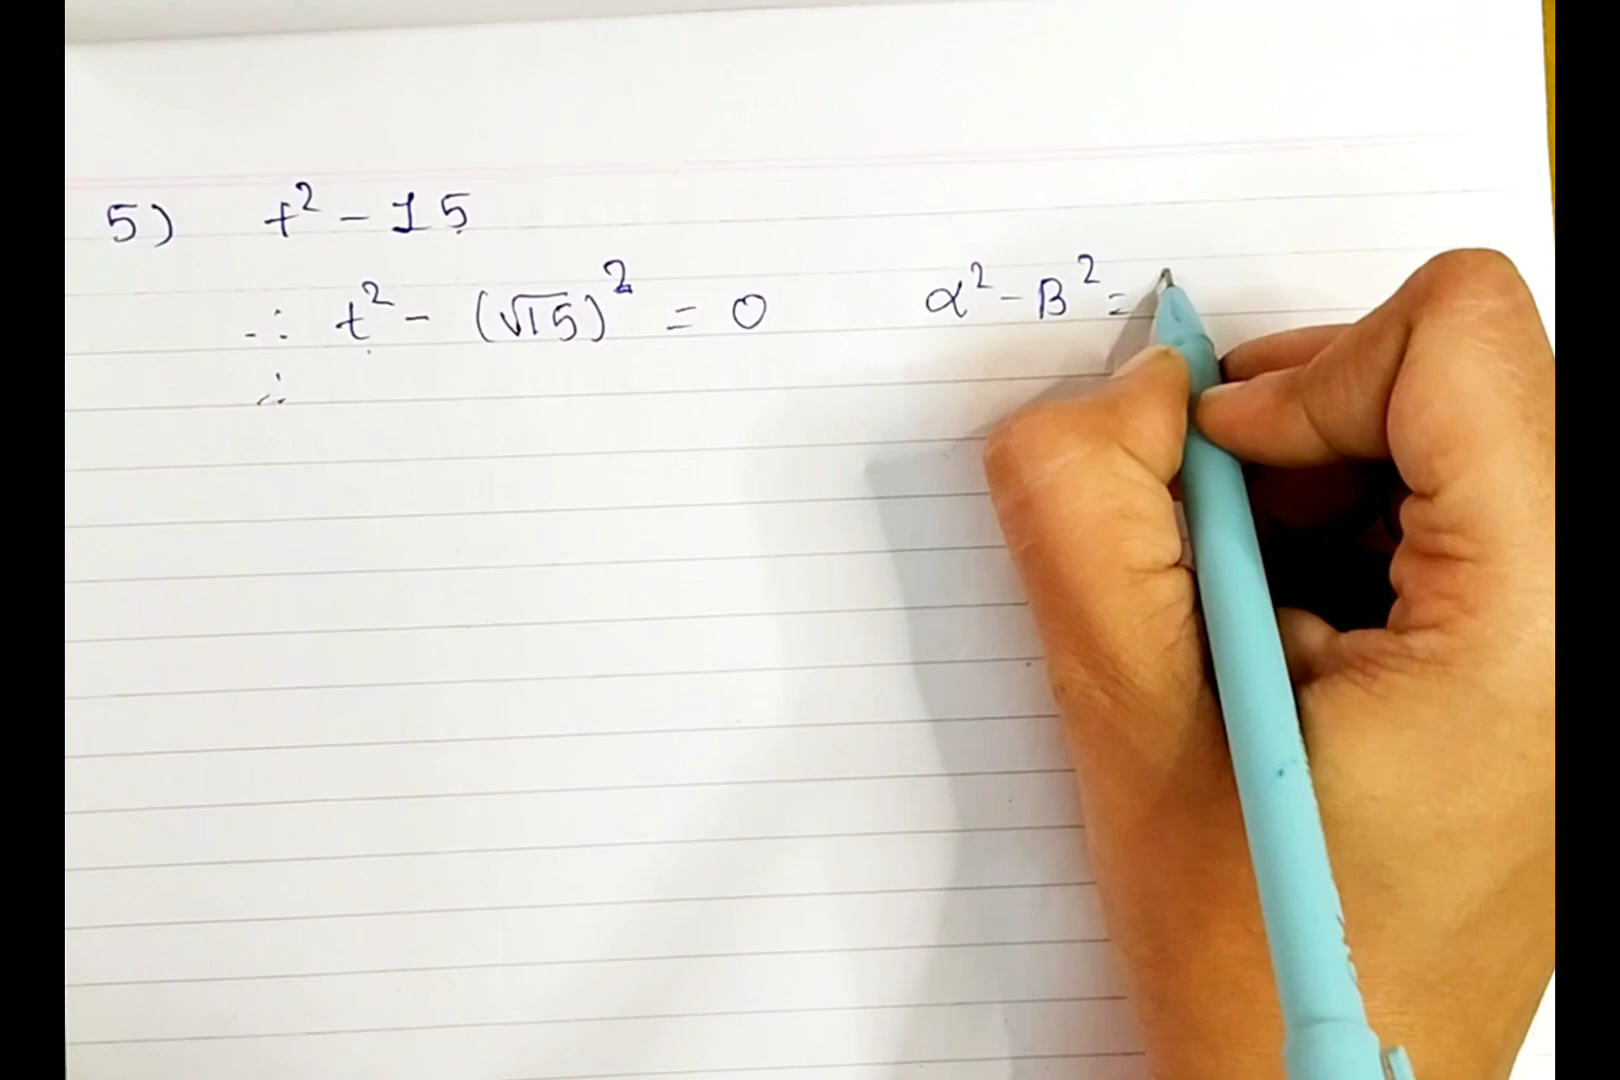 5) t² - 15
∴ t² - (√15)² = 0 α² - β² =
∴